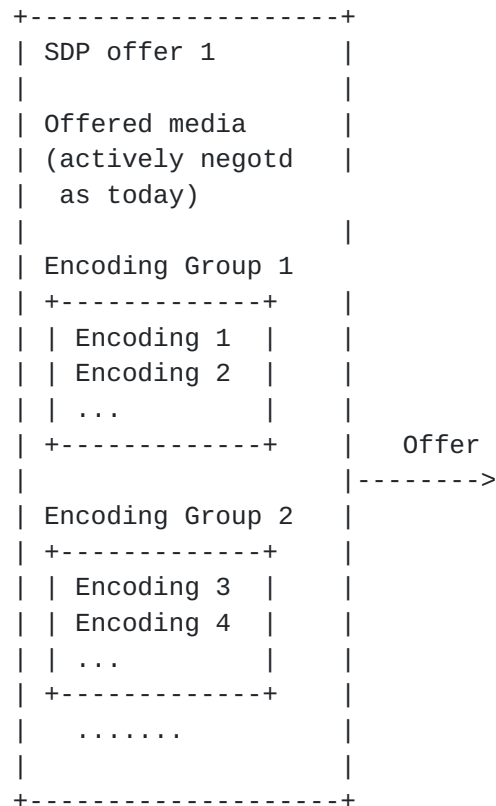 SDP offer 1
Offered media
(actively negotd
as today)
Encoding Group 1
Encoding 1
Encoding 2
...
Offer
Encoding Group 2
Encoding 3
Encoding 4
...
.......